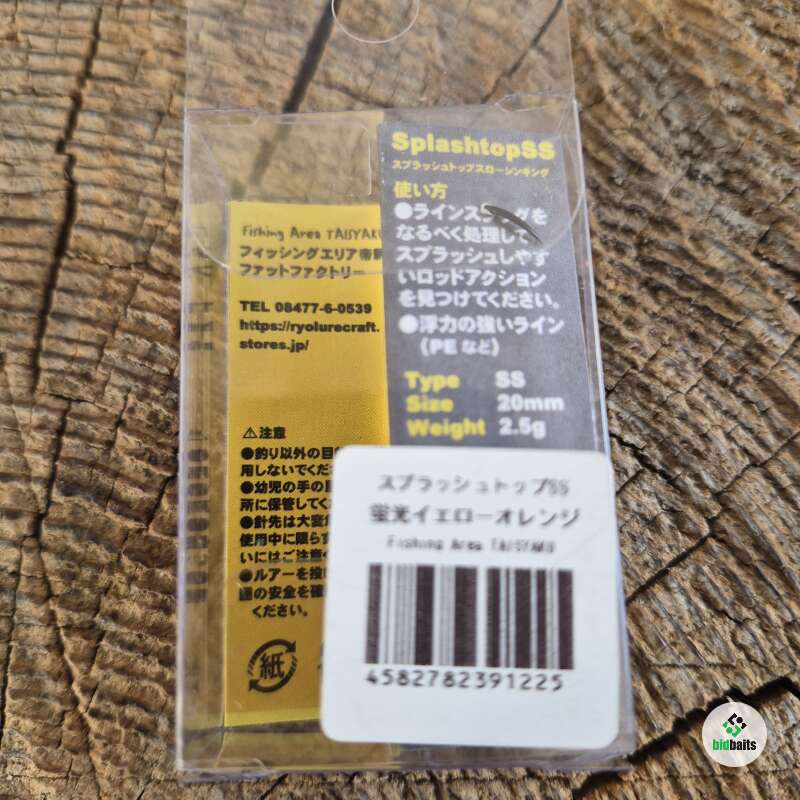 SplashtopSS
スプラッシュトップスローシンキング
使い方
●ラインスラッグを
なるべく処理して
スプラッシュしやす
いロッドアクション
を見つけてください。
●浮力の強いライン
(PEなど)
Type SS
Size 20mm
Weight 2.5g
Fishing Area TAISYAKU
フィッシングエリア帝釈
ファットファクトリー
TEL 08477-6-0539
https://ryolurecraft.
stores.jp/
⚠注意
●釣り以外の目
用しないでくだ
●幼児の手の
所に保管してく
●針先は大変
使用中に限らず
いにはご注意
●ルアーを投
の安全を確
ください。
紙
スプラッシュトップSS
蛍光イエローオレンジ
Fishing Area TAISYAKU
4582782391225
bidbaits